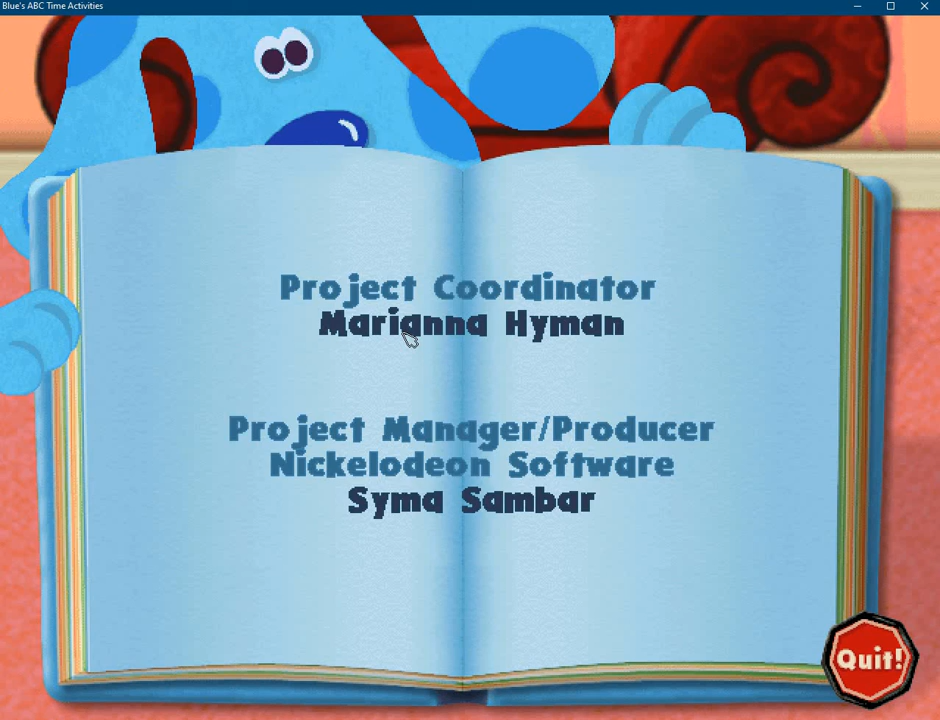 Blue's ABC Time Activities
Project Coordinator
Marianna Hyman
Project Manager/Producer
Nickelodeon Software
Syma Sambar
Quit!